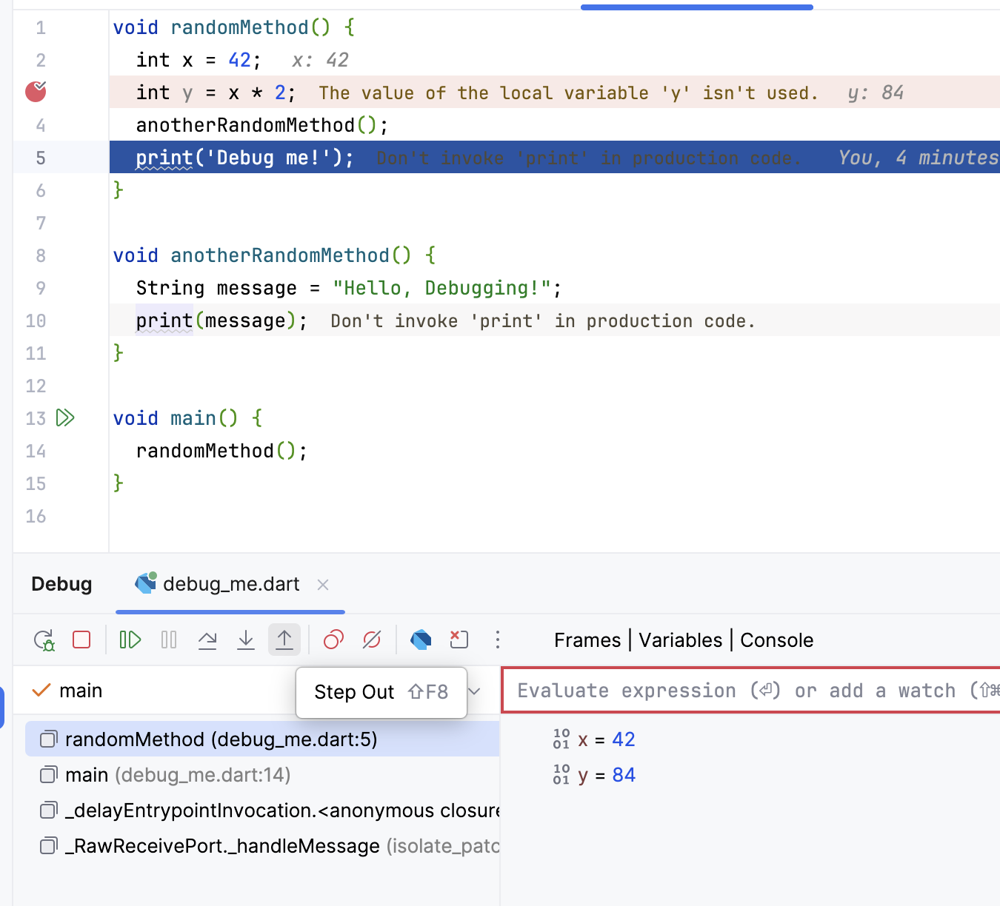 1 void randomMethod() {
2 int x = 42; x: 42
int y = x * 2; The value of the local variable 'y' isn't used. y: 84
4 anotherRandomMethod();
5 print('Debug me!'); Don't invoke 'print' in production code. You, 4 minutes
6 }
7
8 void anotherRandomMethod() {
9 String message = "Hello, Debugging!";
10 print(message); Don't invoke 'print' in production code.
11 }
12
13 void main() {
14 randomMethod();
15 }
16
Debug debug_me.dart
Frames | Variables | Console
main
Step Out ⇧F8
Evaluate expression (⏎) or add a watch (⇧⌘
randomMethod (debug_me.dart:5)
main (debug_me.dart:14)
_delayEntrypointInvocation.<anonymous closure
_RawReceivePort._handleMessage (isolate_patc
10 01 x = 42
10 01 y = 84